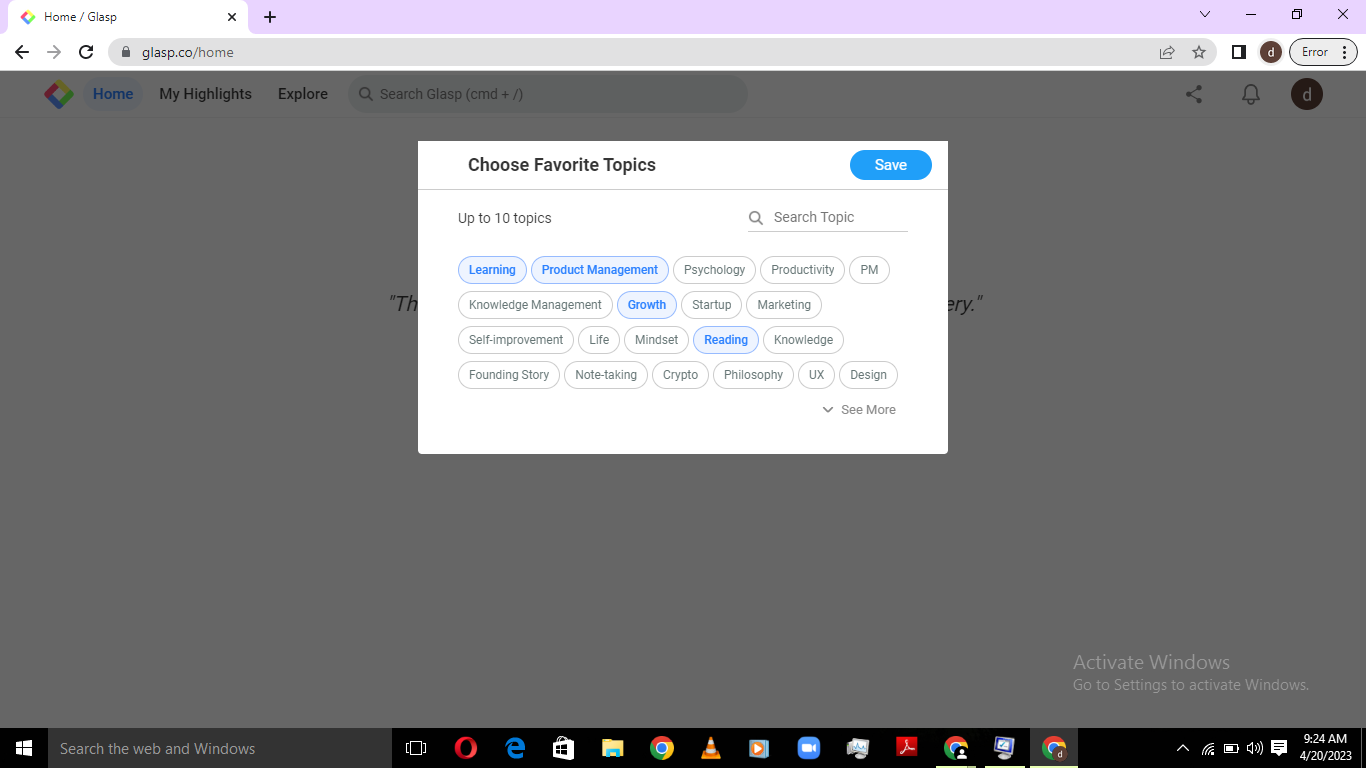 Home / Glasp
glasp.co/home
Error
d
Home My Highlights Explore Search Glasp (cmd + /)
d
Choose Favorite Topics Save
Up to 10 topics Search Topic
Learning Product Management Psychology Productivity PM
Knowledge Management Growth Startup Marketing
"Th ery."
Self-improvement Life Mindset Reading Knowledge
Founding Story Note-taking Crypto Philosophy UX Design
See More
Activate Windows
Go to Settings to activate Windows.
Search the web and Windows
d
9:24 AM
4/20/2023